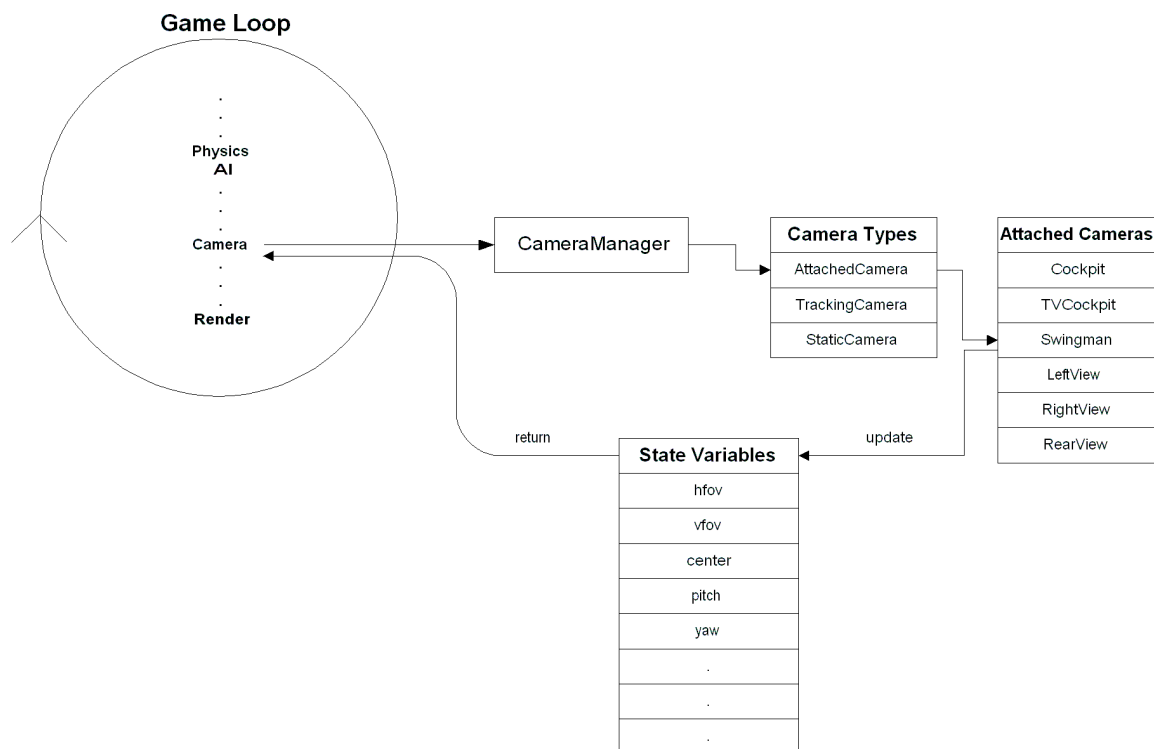 Game Loop
.
.
.
Physics
AI
.
.
.
Camera
.
.
.
Render
CameraManager
Camera Types
AttachedCamera
TrackingCamera
StaticCamera
Attached Cameras
Cockpit
TVCockpit
Swingman
LeftView
RightView
RearView
return
update
State Variables
hfov
vfov
center
pitch
yaw
.
.
.